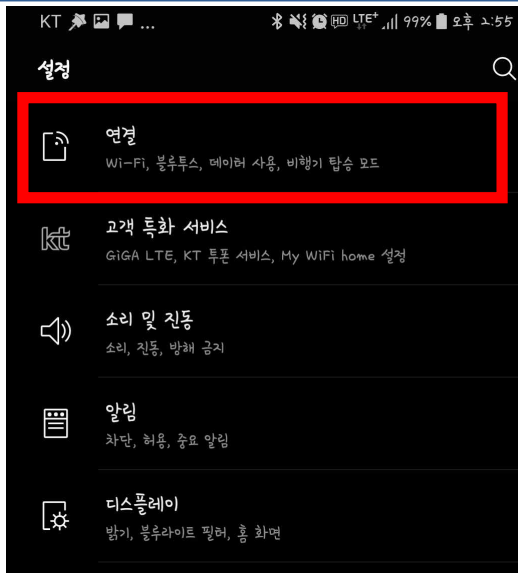 KT ... HD LTE+ 99% 오후 2:55
설정
연결
Wi-Fi, 블루투스, 데이터 사용, 비행기 탑승 모드
kt
고객 특화 서비스
GiGA LTE, KT 투폰 서비스, My WiFi home 설정
소리 및 진동
소리, 진동, 방해 금지
알림
차단, 허용, 중요 알림
디스플레이
밝기, 블루라이트 필터, 홈 화면